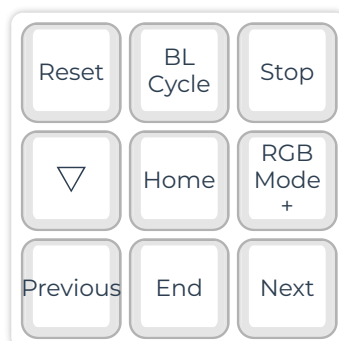 Reset
BL
Cycle
Stop
▽
Home
RGB
Mode
+
Previous
End
Next